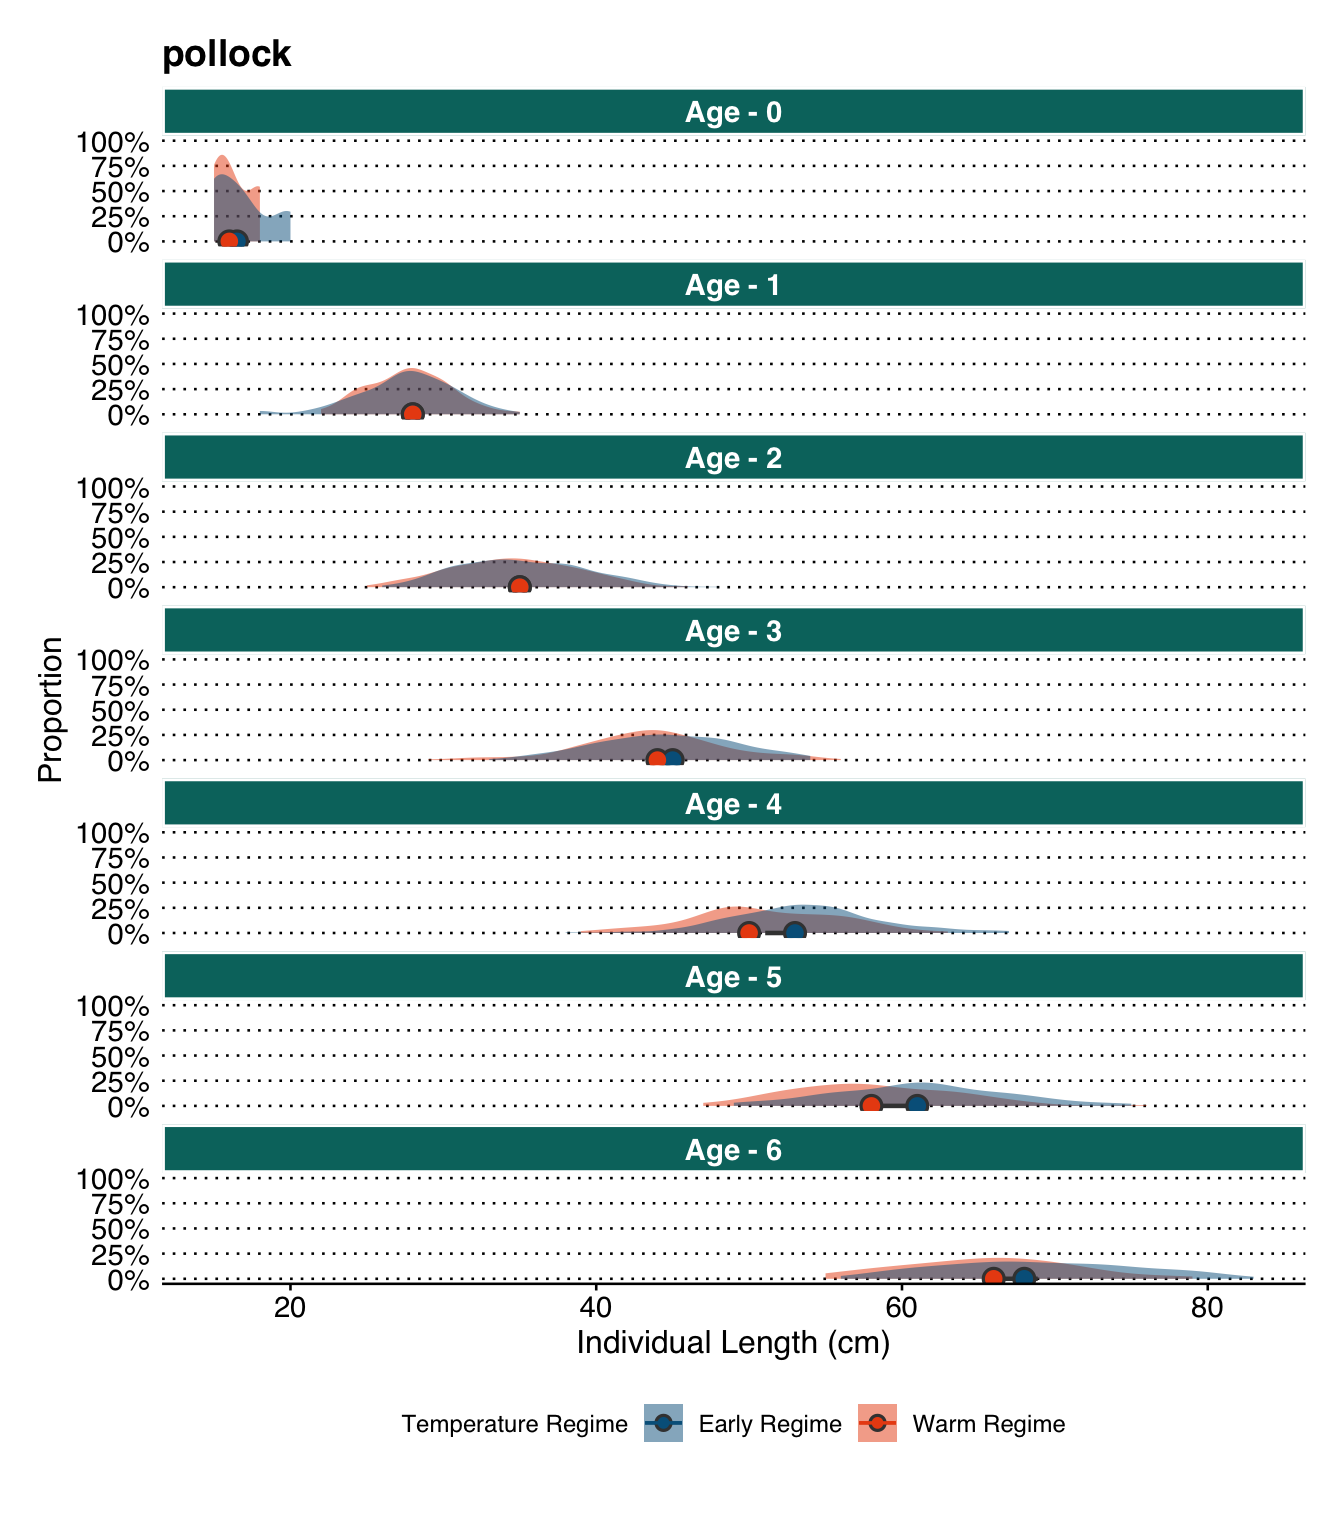 pollock
Age - 0
100%
75%
50%
25%
0%
Age - 1
100%
75%
50%
25%
0%
Age - 2
100%
75%
50%
25%
0%
Age - 3
100%
75%
50%
25%
0%
Age - 4
100%
75%
50%
25%
0%
Age - 5
100%
75%
50%
25%
0%
Age - 6
100%
75%
50%
25%
0%
Proportion
20 40 60 80
Individual Length (cm)
Temperature Regime Early Regime Warm Regime